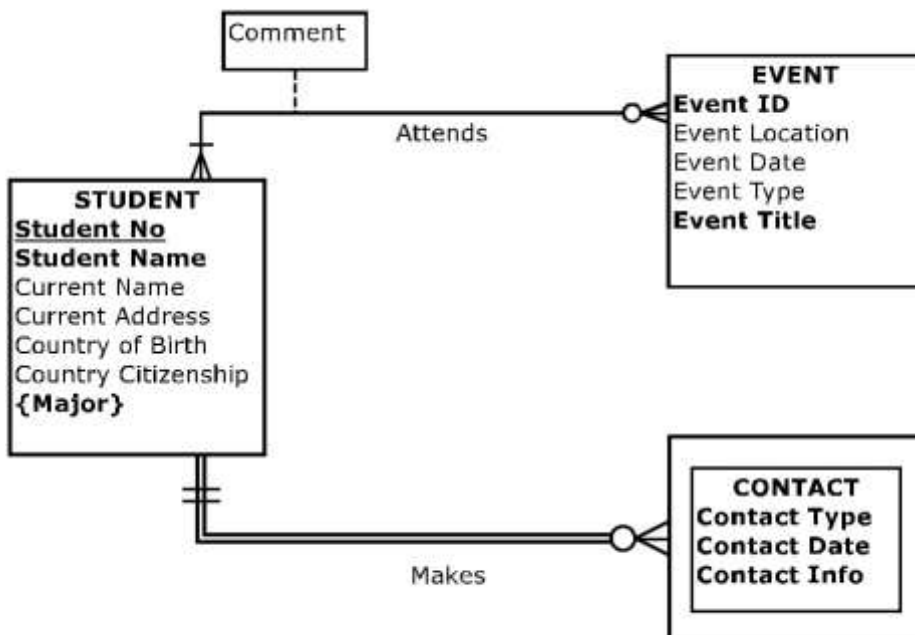 Comment
Attends
EVENT
Event ID
Event Location
Event Date
Event Type
Event Title
STUDENT
Student No
Student Name
Current Name
Current Address
Country of Birth
Country Citizenship
{Major}
Makes
CONTACT
Contact Type
Contact Date
Contact Info